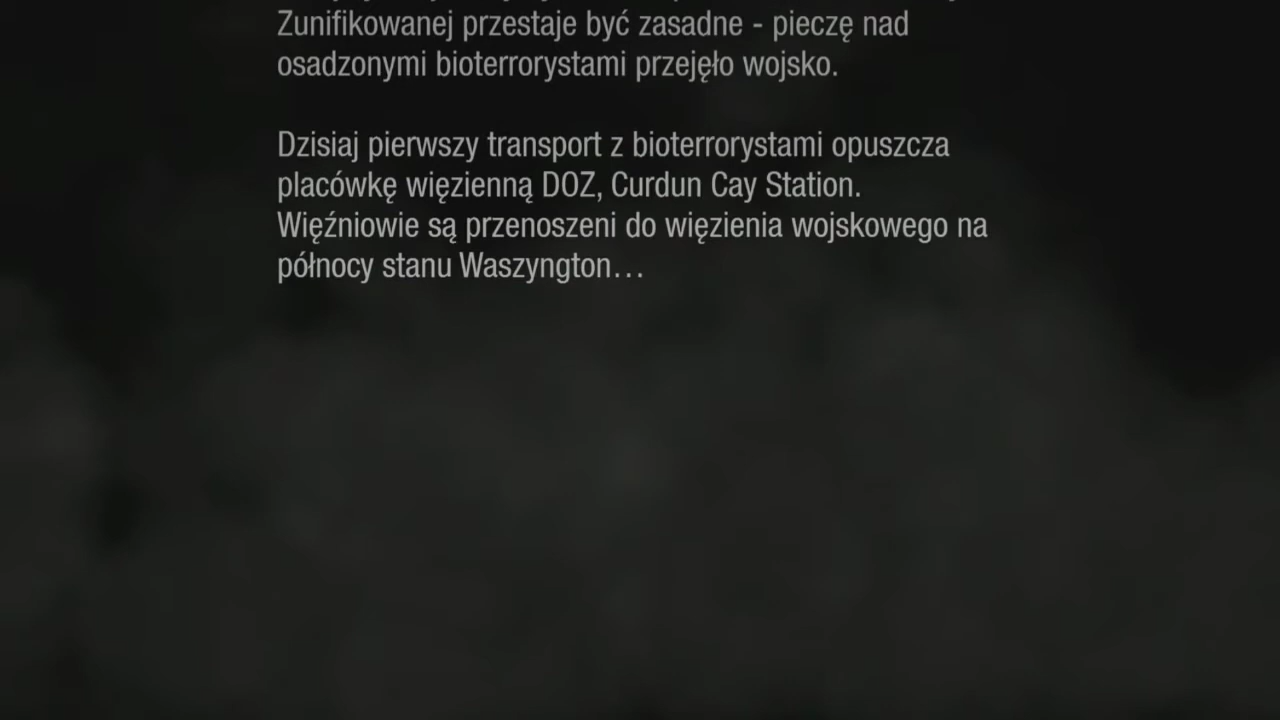 Zunifikowanej przestaje być zasadne - pieczę nad
osadzonymi bioterrorystami przejęło wojsko.
Dzisiaj pierwszy transport z bioterrorystami opuszcza
placówkę więzienną DOZ, Curdun Cay Station.
Więźniowie są przenoszeni do więzienia wojskowego na
północy stanu Waszyngton…